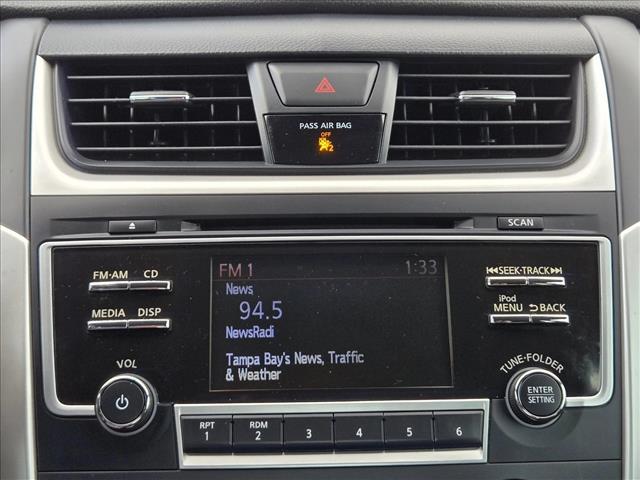 PASS AIR BAG
OFF
2
SCAN
FM·AM CD
MEDIA DISP
VOL
FM 1 1:33
News
94.5
NewsRadi
Tampa Bay's News, Traffic
& Weather
SEEK·TRACK
iPod
MENU BACK
TUNE·FOLDER
ENTER
SETTING
RPT RDM
1 2 3 4 5 6